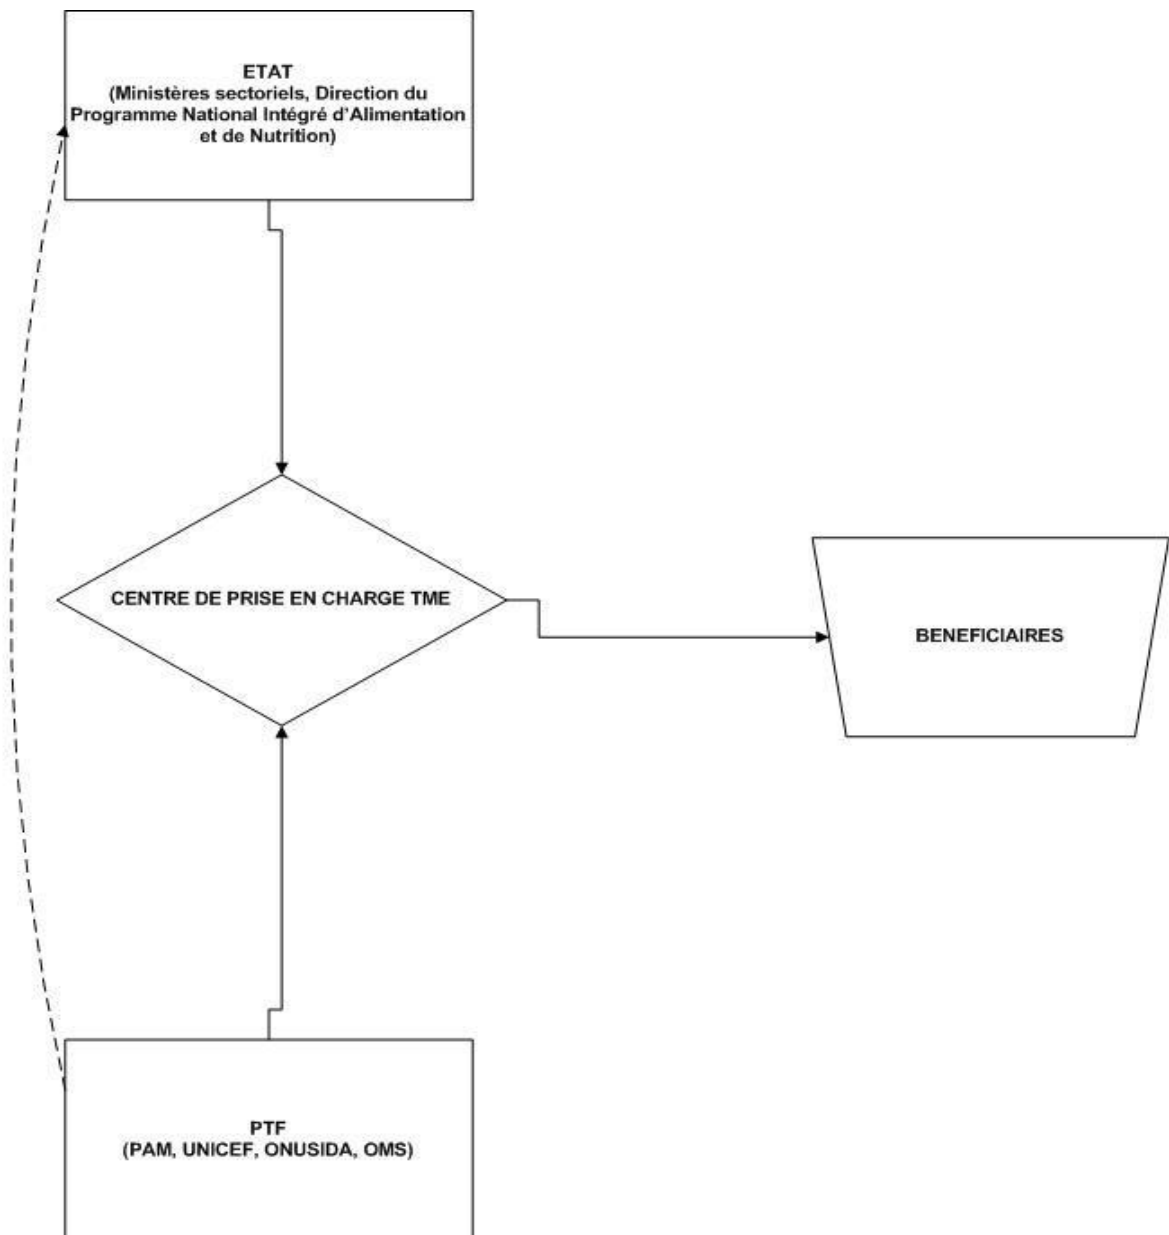 ETAT
(Ministères sectoriels, Direction du
Programme National Intégré d'Alimentation
et de Nutrition)
CENTRE DE PRISE EN CHARGE TME
BENEFICIAIRES
PTF
(PAM, UNICEF, ONUSIDA, OMS)